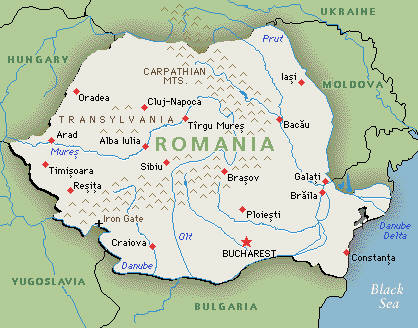 UKRAINE
Prut
HUNGARY
CARPATHIAN
MTS.
Iași
MOLDOVA
Oradea
Cluj-Napoca
TRANSYLVANIA
Tîrgu Mureș
Bacău
Arad
Alba Iulia
ROMANIA
Mureș
Sibiu
Timișoara
Brașov
Galați
Reșița
Brăila
Ploiești
Iron Gate
Danube
Delta
Craiova
Olt
BUCHAREST
Constanța
Danube
YUGOSLAVIA
Black
Sea
BULGARIA